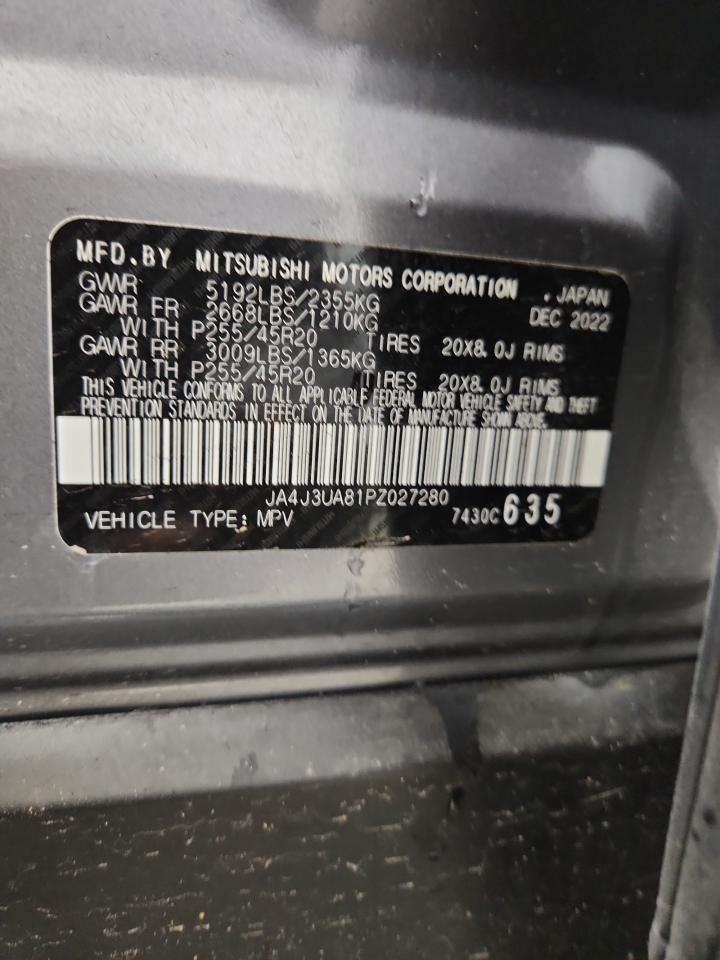 MFD.BY MITSUBISHI MOTORS CORPORATION . JAPAN
GWWR 5192LBS/2355KG DEC 2022
GAWR FR 2668LBS/1210KG
WITH P255/45R20 TIRES 20X8.0J RIMS
GAWR RR 3009LBS/1365KG
WITH P255/45R20 TIRES 20X8.0J RIMS
THIS VEHICLE CONFORMS TO ALL APPLICABLE FEDERAL MOTOR VEHICLE SAFETY AND THEFT
PREVENTION STANDARDS IN EFFECT ON THE DATE OF MANUFACTURE SHOWN ABOVE.
JA4J3UA81PZ027280
VEHICLE TYPE: MPV 7430C 635